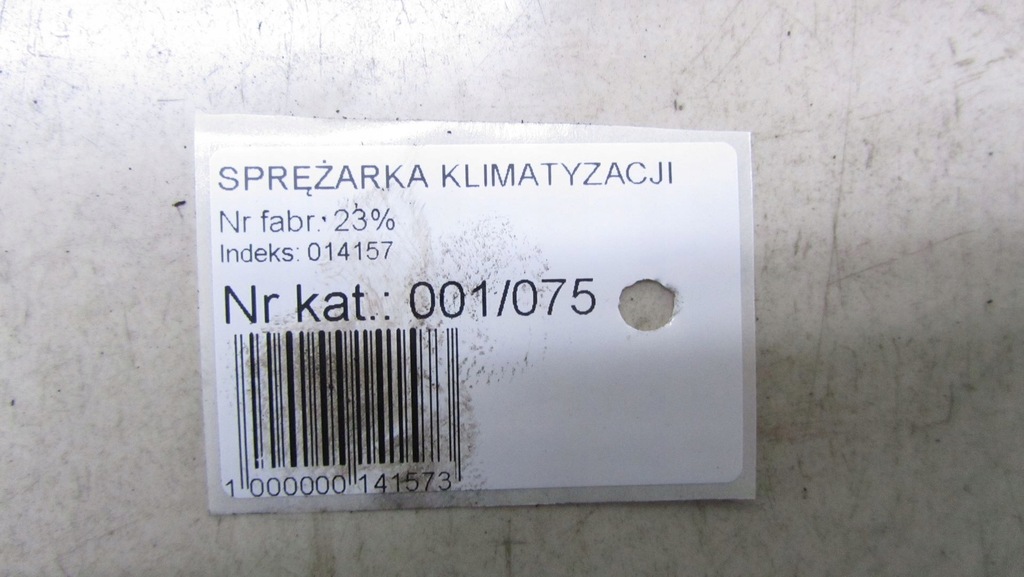 SPRĘŻARKA KLIMATYZACJI
Nr fabr.: 23%
Indeks: 014157
Nr kat.: 001/075
1 000000 141573